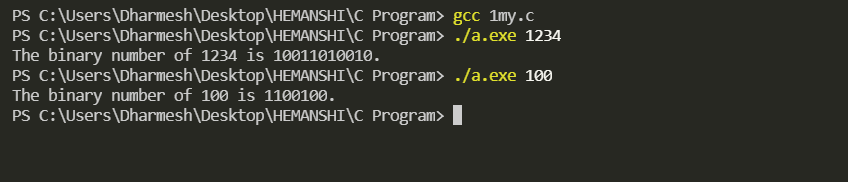 PS C:\Users\Dharmesh\Desktop\HEMANSHI\C Program> gcc 1my.c
PS C:\Users\Dharmesh\Desktop\HEMANSHI\C Program> ./a.exe 1234
The binary number of 1234 is 10011010010.
PS C:\Users\Dharmesh\Desktop\HEMANSHI\C Program> ./a.exe 100
The binary number of 100 is 1100100.
PS C:\Users\Dharmesh\Desktop\HEMANSHI\C Program>